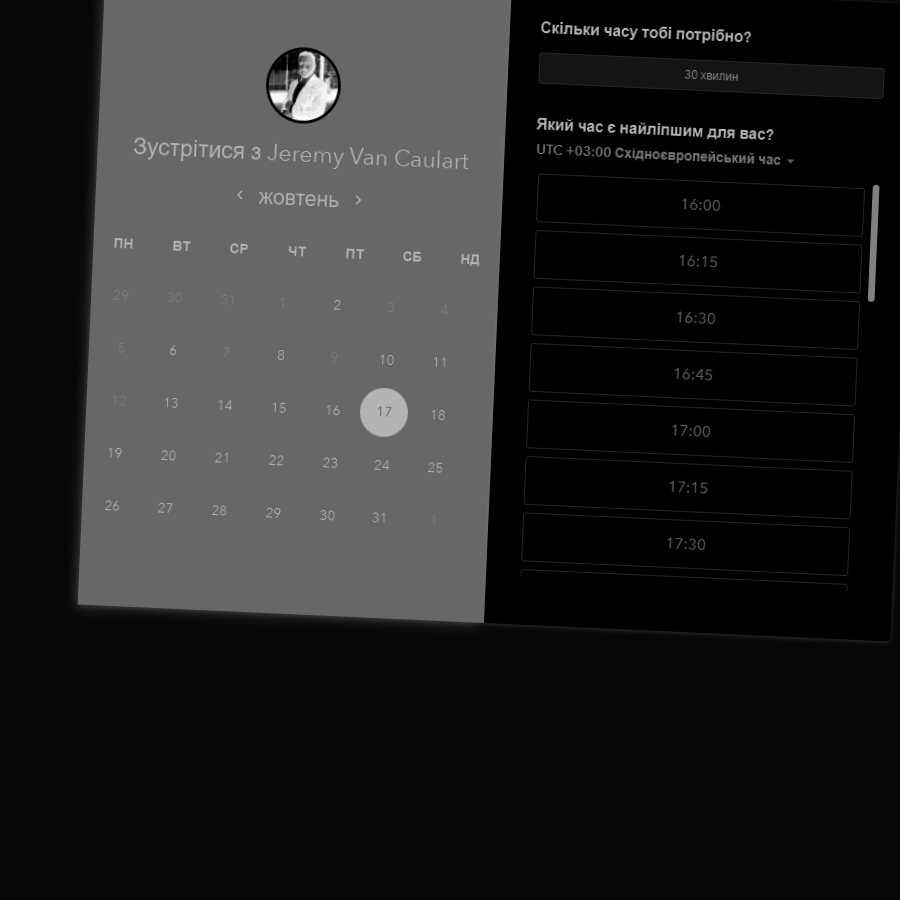 Зустрітися з Jeremy Van Caulart
жовтень
ПН ВТ СР ЧТ ПТ СБ НД
29 30 31 1 2 3 4
5 6 7 8 9 10 11
12 13 14 15 16 17 18
19 20 21 22 23 24 25
26 27 28 29 30 31 1
Скільки часу тобі потрібно?
30 хвилин
Який час є найліпшим для вас?
UTC +03:00 Східноєвропейський час
16:00
16:15
16:30
16:45
17:00
17:15
17:30